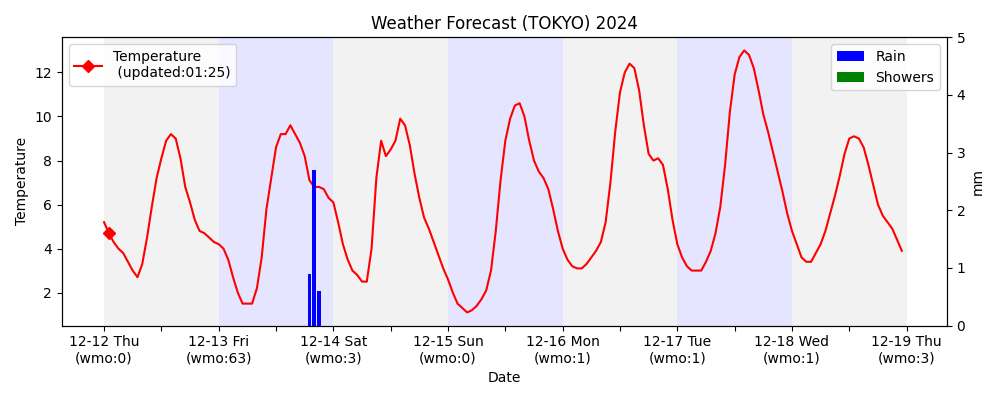 Weather Forecast (TOKYO) 2024
Temperature
(updated:01:25)
Rain
Showers
12
10
8
6
4
2
Temperature
5
4
3
2
1
0
mm
12-12 Thu
(wmo:0)
12-13 Fri
(wmo:63)
12-14 Sat
(wmo:3)
12-15 Sun
(wmo:0)
12-16 Mon
(wmo:1)
12-17 Tue
(wmo:1)
12-18 Wed
(wmo:1)
12-19 Thu
(wmo:3)
Date